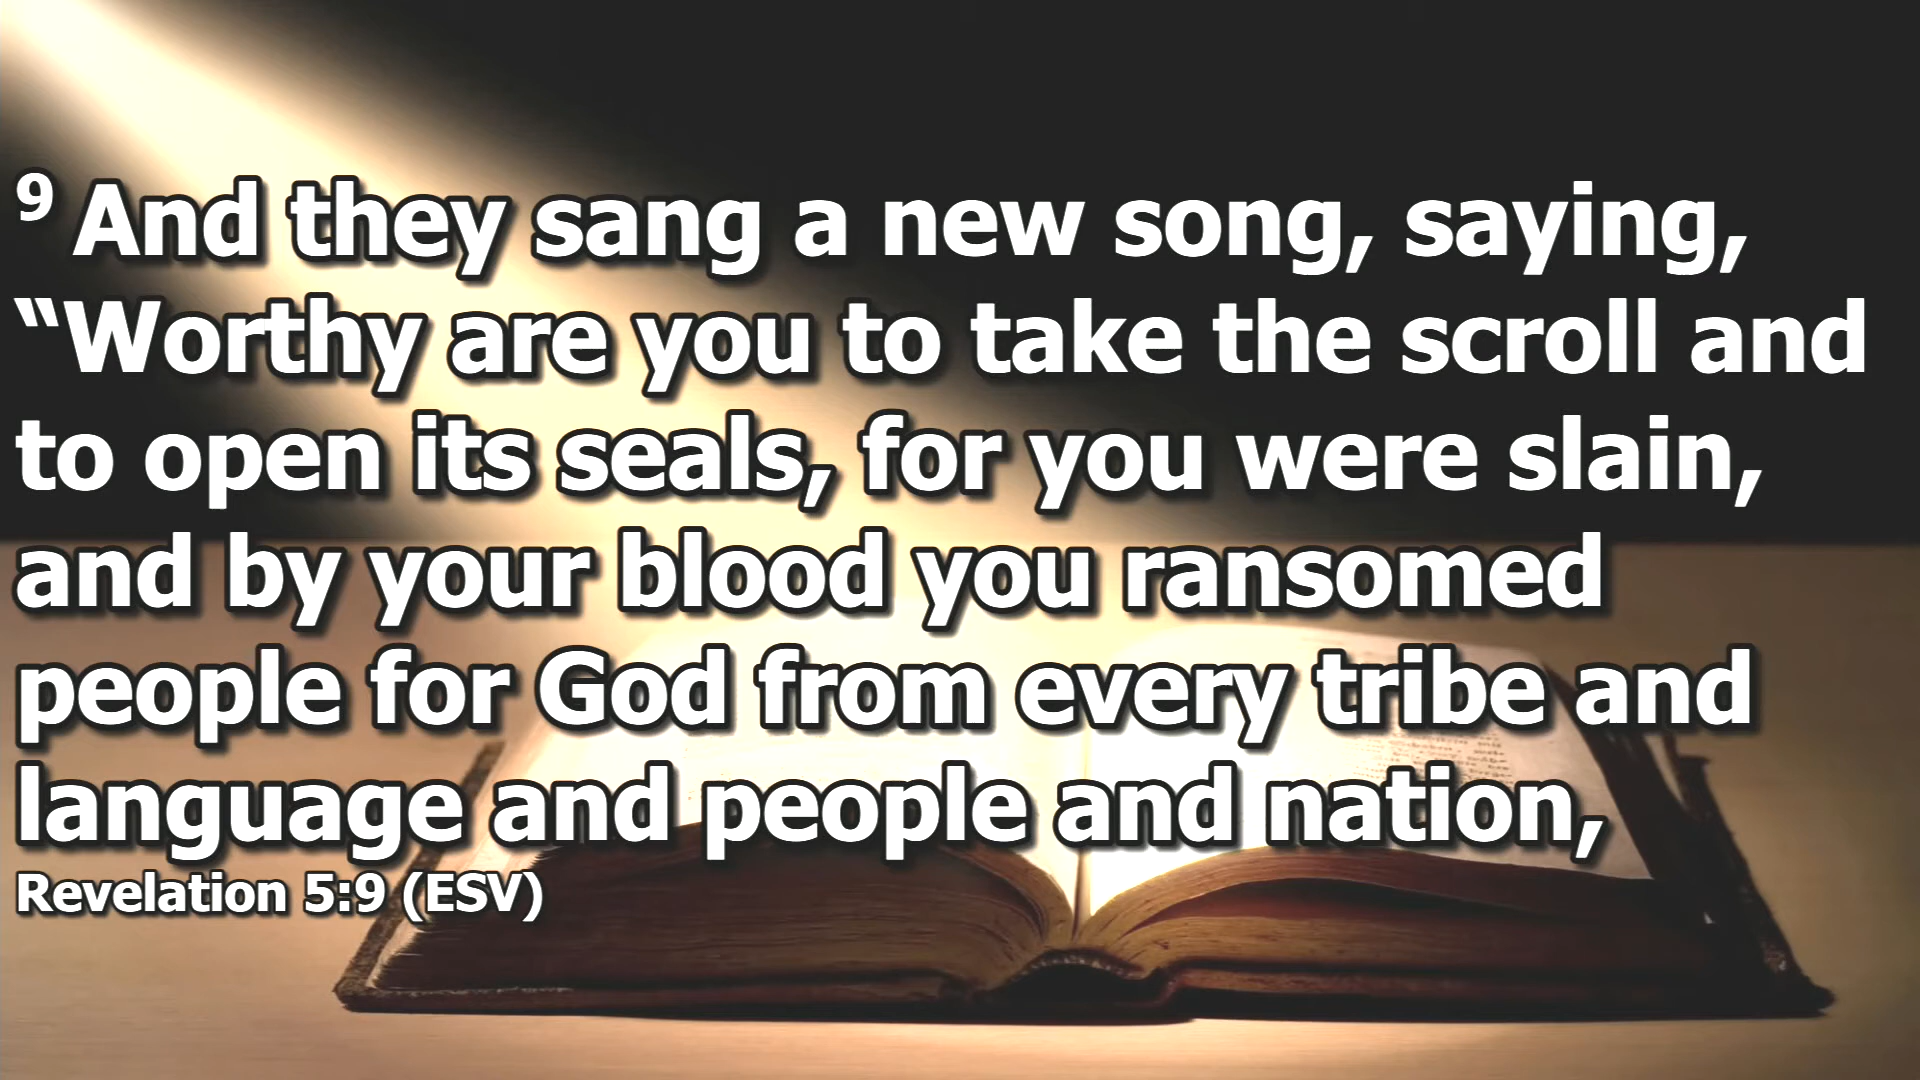 9 And they sang a new song, saying,
“Worthy are you to take the scroll and
to open its seals, for you were slain,
and by your blood you ransomed
people for God from every tribe and
language and people and nation,
Revelation 5:9 (ESV)